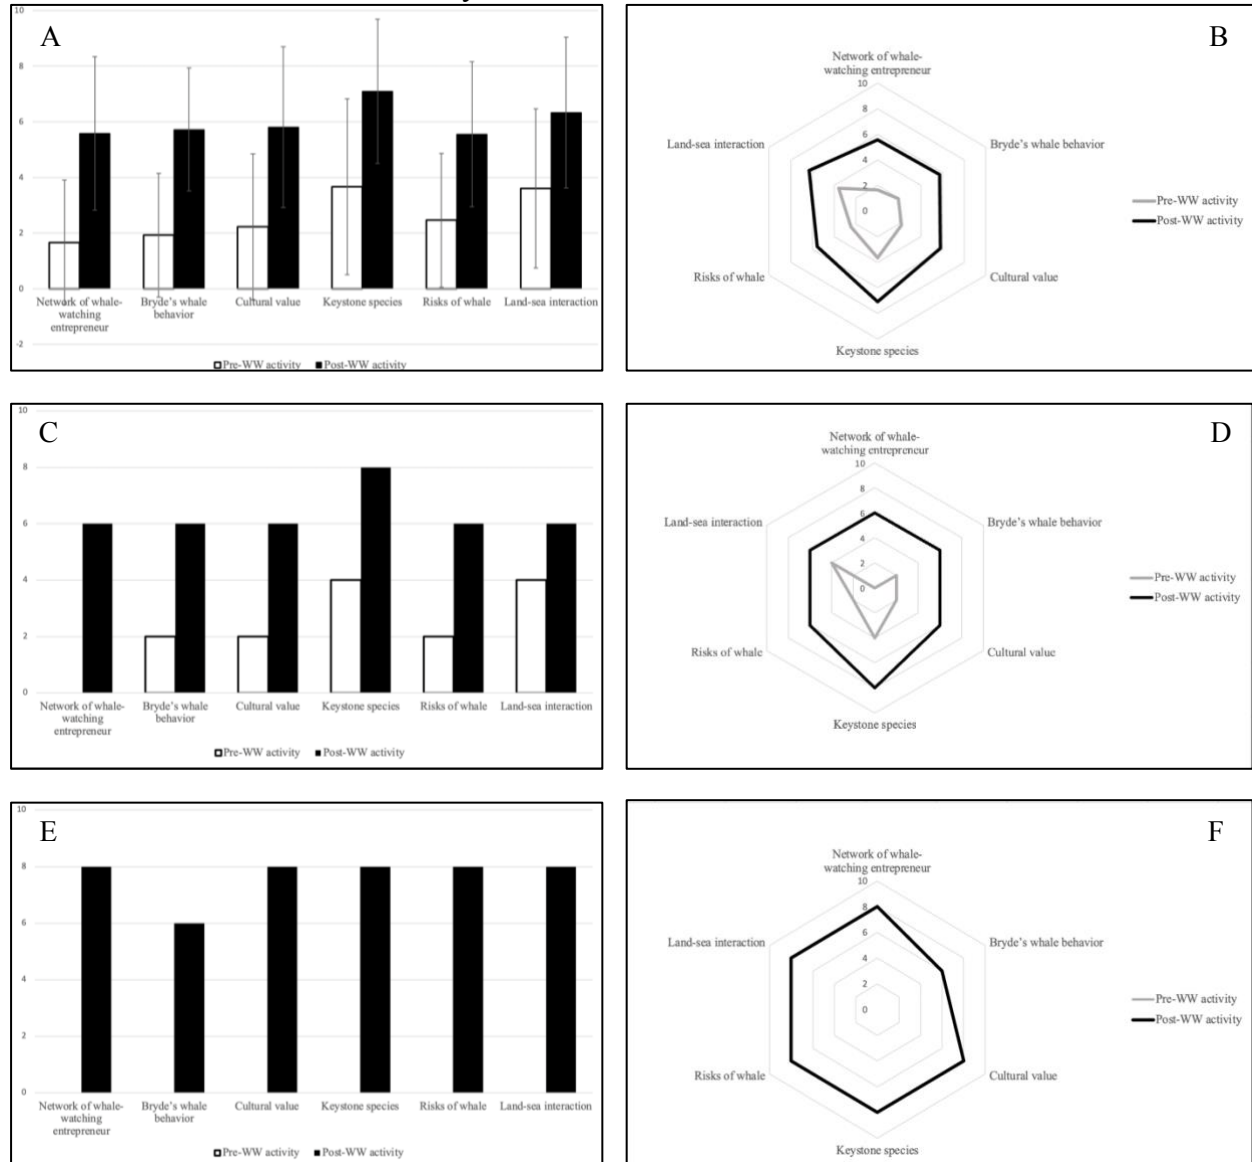 A
10
8
6
4
2
0
-2
Network of whale-
watching
entrepreneur
Bryde's whale
behavior
Cultural value
Keystone species
Risks of whale
Land-sea interaction
Pre-WW activity
Post-WW activity
B
Network of whale-
watching entrepreneur
10
8
6
4
2
0
Land-sea interaction
Bryde's whale behavior
Risks of whale
Cultural value
Keystone species
Pre-WW activity
Post-WW activity
C
10
8
6
4
2
0
Network of whale-
watching
entrepreneur
Bryde's whale
behavior
Cultural value
Keystone species
Risks of whale
Land-sea interaction
Pre-WW activity
Post-WW activity
D
Network of whale-
watching entrepreneur
10
8
6
4
2
0
Land-sea interaction
Bryde's whale behavior
Risks of whale
Cultural value
Keystone species
Pre-WW activity
Post-WW activity
E
10
8
6
4
2
0
Network of whale-
watching
entrepreneur
Bryde's whale
behavior
Cultural value
Keystone species
Risks of whale
Land-sea interaction
Pre-WW activity
Post-WW activity
F
Network of whale-
watching entrepreneur
10
8
6
4
2
0
Land-sea interaction
Bryde's whale behavior
Risks of whale
Cultural value
Keystone species
Pre-WW activity
Post-WW activity